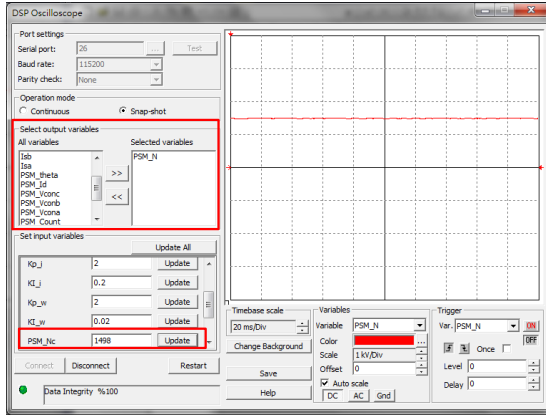 DSP Oscilloscope
Port settings
Serial port: 26 ... Test
Baud rate: 115200
Parity check: None
Operation mode
Continuous Snap-shot
Select output variables
All variables Selected variables
Isb PSM_N
Isa
PSM_theta >>
PSM_Id
PSM_Vconc
PSM_Vconb <<
PSM_Vcona
PSM_Count
Set input variables
Update All
Kp_i 2 Update
KI_i 0.2 Update
Kp_w 2 Update
KI_w 0.02 Update
PSM_Nc 1498 Update
Connect Disconnect Restart
Data Integrity %100
Timebase scale
20 ms/Div
Change Background
Save
Help
Variables
Variable PSM_N
Color ...
Scale 1 kV/Div
Offset 0
Auto scale
DC AC Gnd
Trigger
Var. PSM_N ON
OFF
Once
Level 0
Delay 0